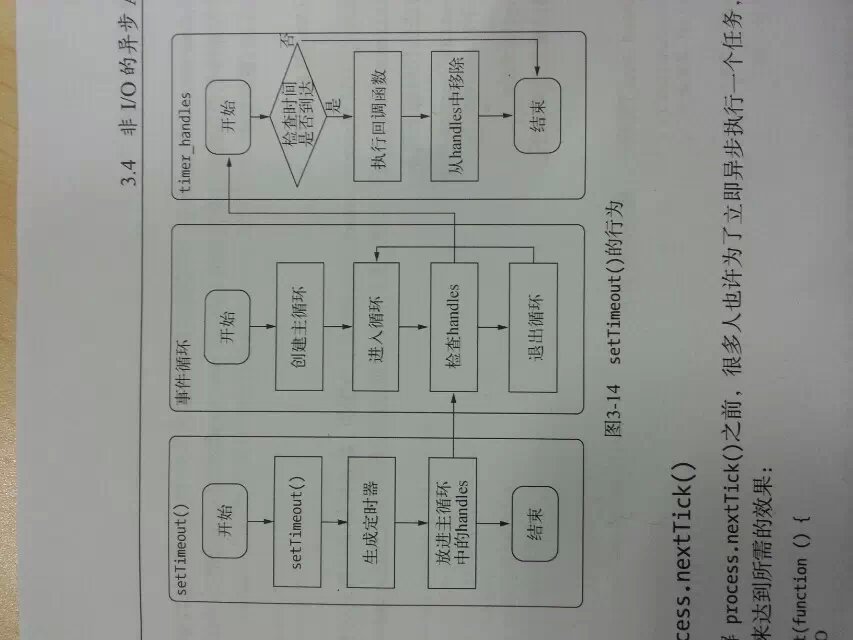 3.4 非 I/O 的异步
setTimeout()
开始
setTimeout()
生成定时器
放进主循环
中的handles
结束
事件循环
开始
创建主循环
进入循环
检查handles
退出循环
timer_handles
开始
检查时间
是否到达
否
是
执行回调函数
从handles中移除
结束
图3-14 setTimeout()的行为
cess.nextTick()
process.nextTick()之前，很多人也许为了立即异步执行一个任务，
来达到所需的效果：
t(function () {